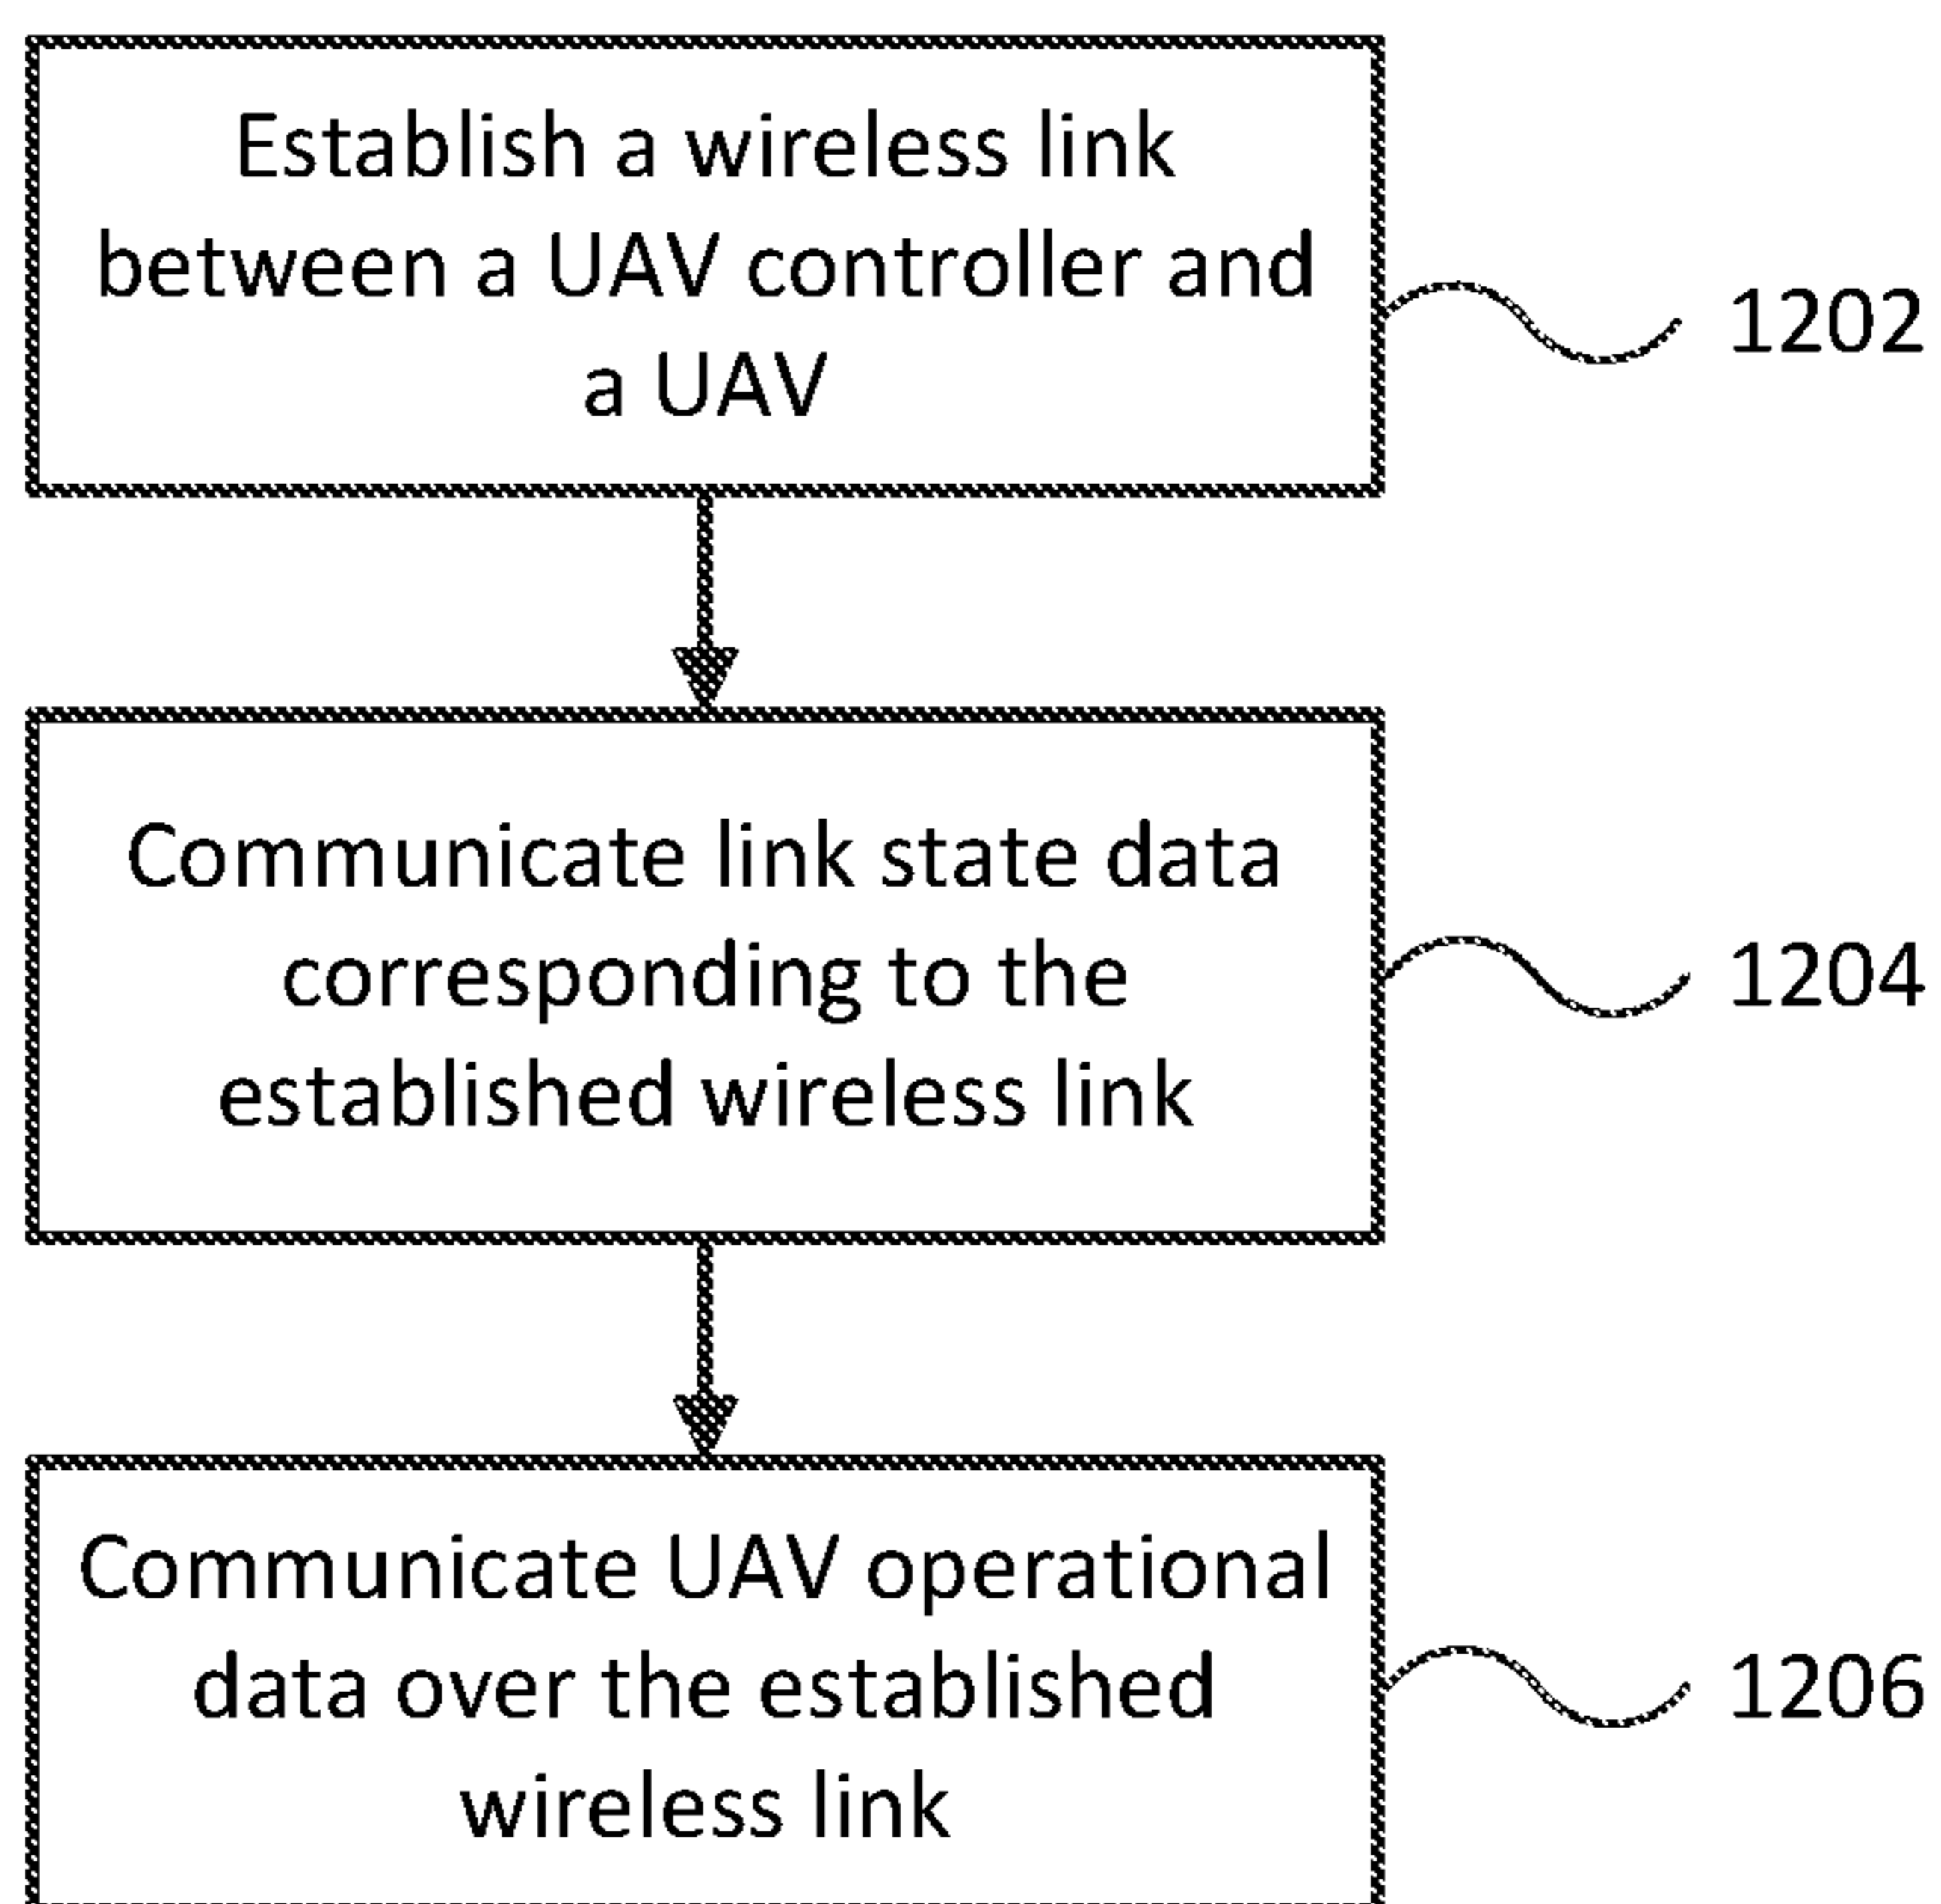 Establish a wireless link
between a UAV controller and
a UAV
1202
Communicate link state data
corresponding to the
established wireless link
1204
Communicate UAV operational
data over the established
wireless link
1206